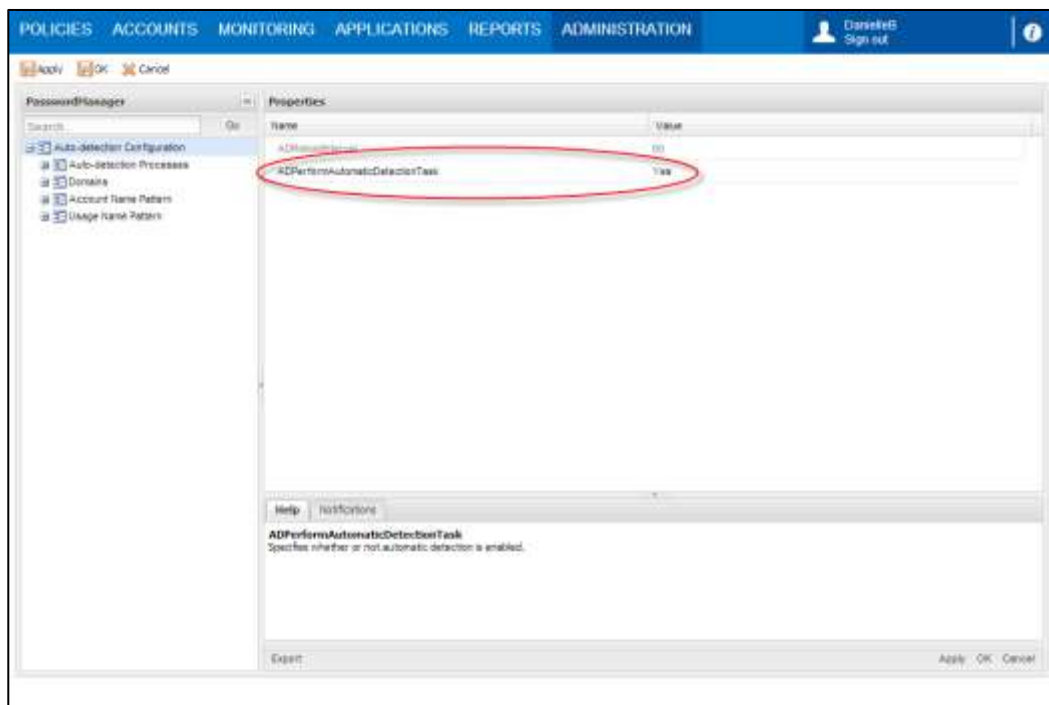 POLICIES ACCOUNTS MONITORING APPLICATIONS REPORTS ADMINISTRATION DanielleB
Sign out
Apply OK Cancel
PasswordManager Properties
Search... Go Name Value
Auto-detection Configuration
Auto-detection Processes ADPerformAutomaticDetectionTask Yes
Domains
Account Name Pattern
Usage Name Pattern
Help Notifications
ADPerformAutomaticDetectionTask
Specifies whether or not automatic detection is enabled.
Export Apply OK Cancel